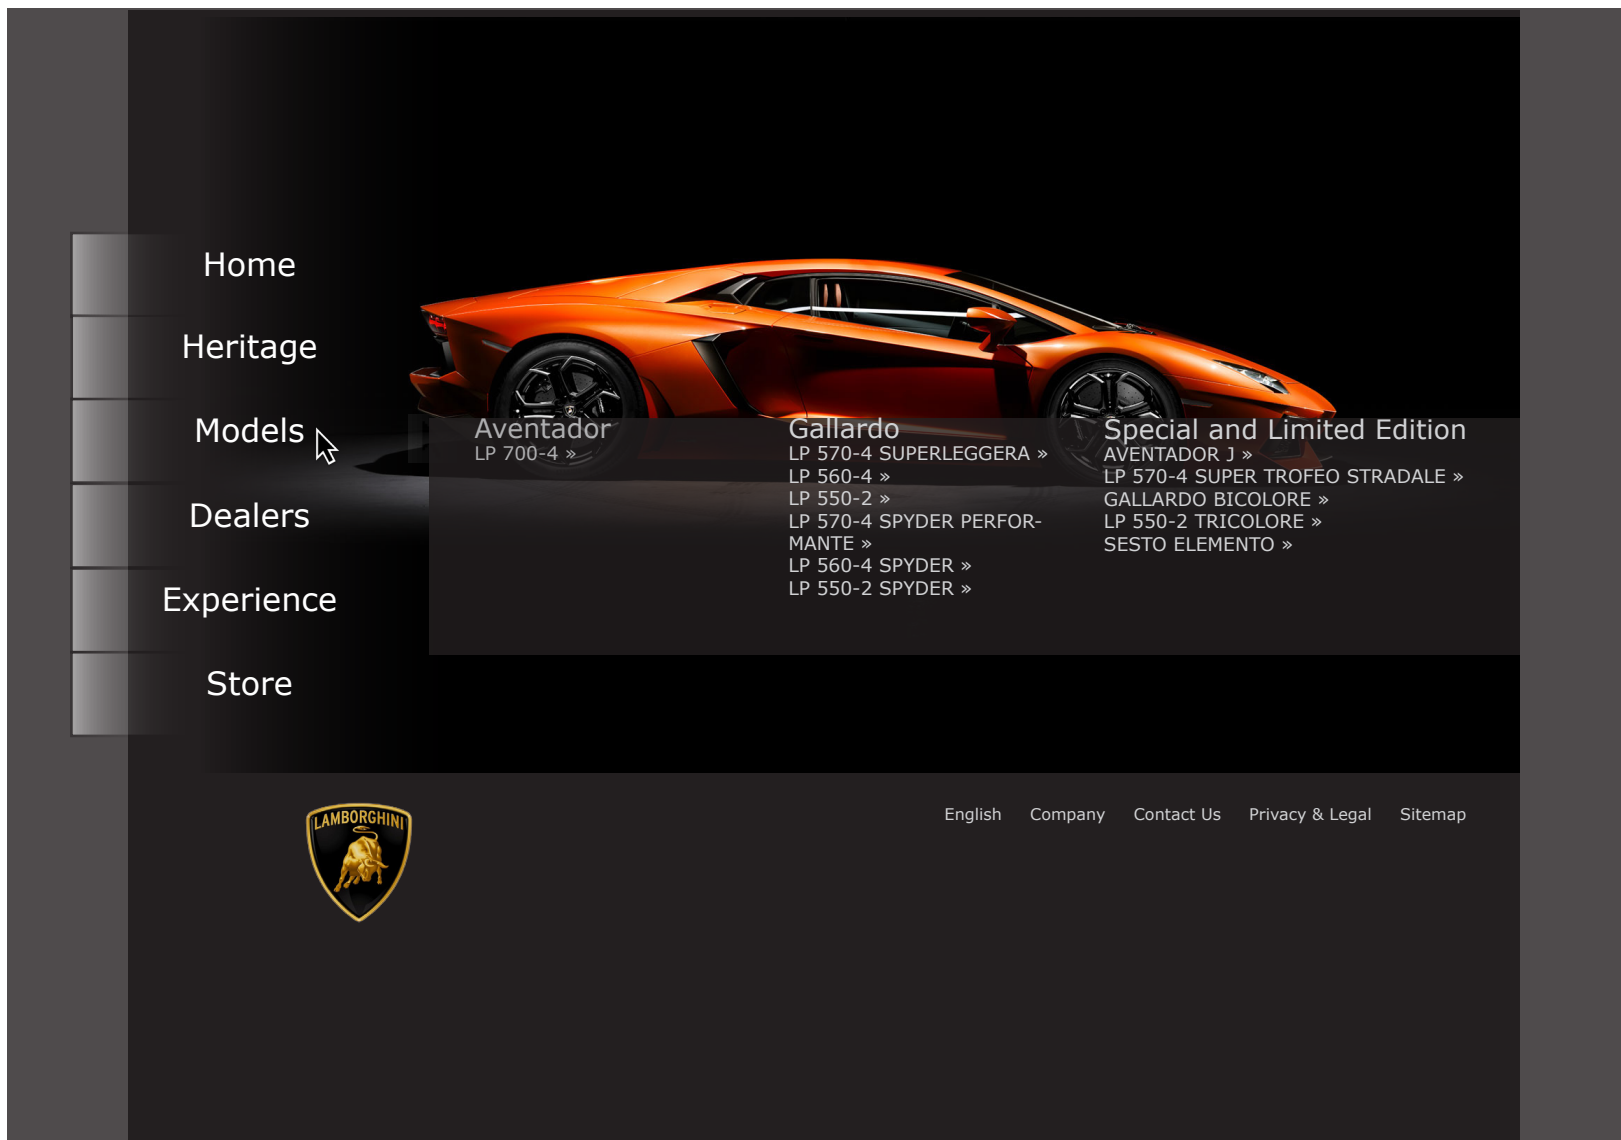 Home
Heritage
Models
Dealers
Experience
Store
Aventador
LP 700-4 »
Gallardo
LP 570-4 SUPERLEGGERA »
LP 560-4 »
LP 550-2 »
LP 570-4 SPYDER PERFOR-
MANTE »
LP 560-4 SPYDER »
LP 550-2 SPYDER »
Special and Limited Edition
AVENTADOR J »
LP 570-4 SUPER TROFEO STRADALE »
GALLARDO BICOLORE »
LP 550-2 TRICOLORE »
SESTO ELEMENTO »
LAMBORGHINI
English Company Contact Us Privacy & Legal Sitemap